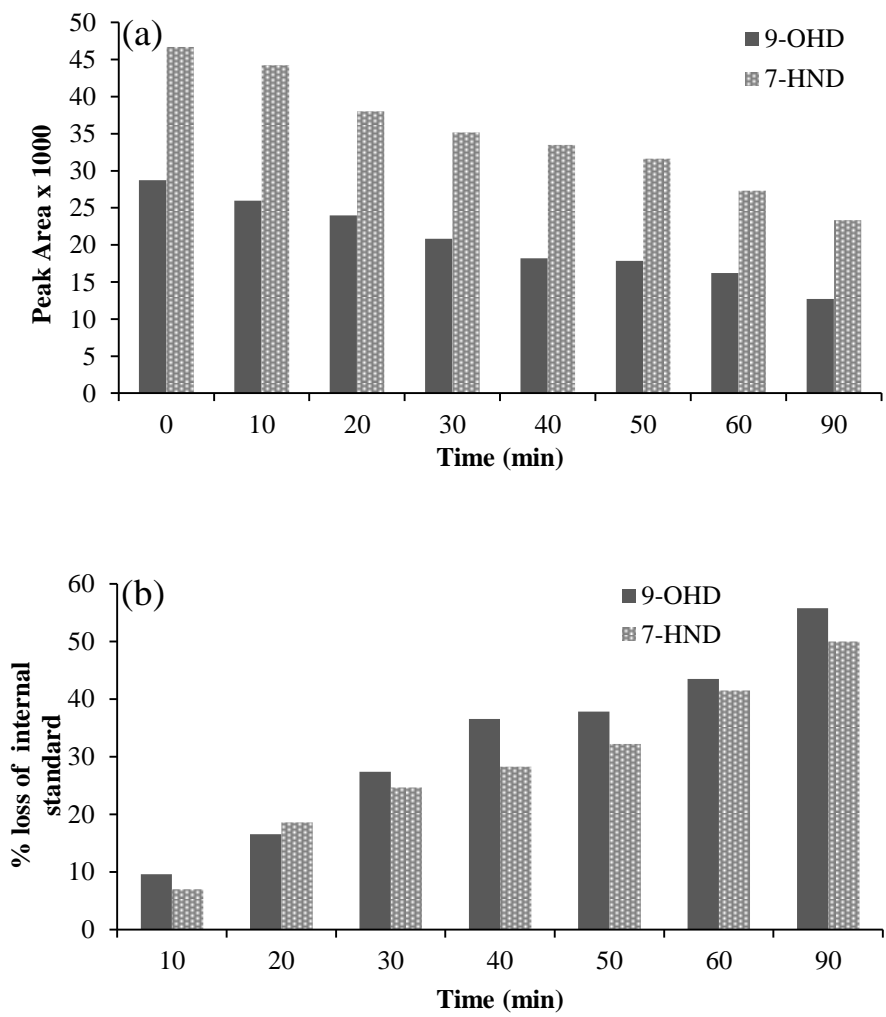 (a)
9-OHD
7-HND
Peak Area x 1000
50
45
40
35
30
25
20
15
10
5
0
0 10 20 30 40 50 60 90
Time (min)
(b)
9-OHD
7-HND
% loss of internal
standard
60
50
40
30
20
10
0
10 20 30 40 50 60 90
Time (min)